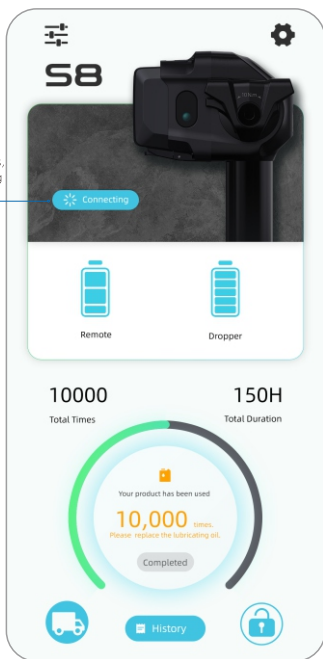 S8
Connecting
Remote
Dropper
10000
150H
Total Times
Total Duration
Your product has been used
10,000 times.
Please replace the lubricating oil.
Completed
History